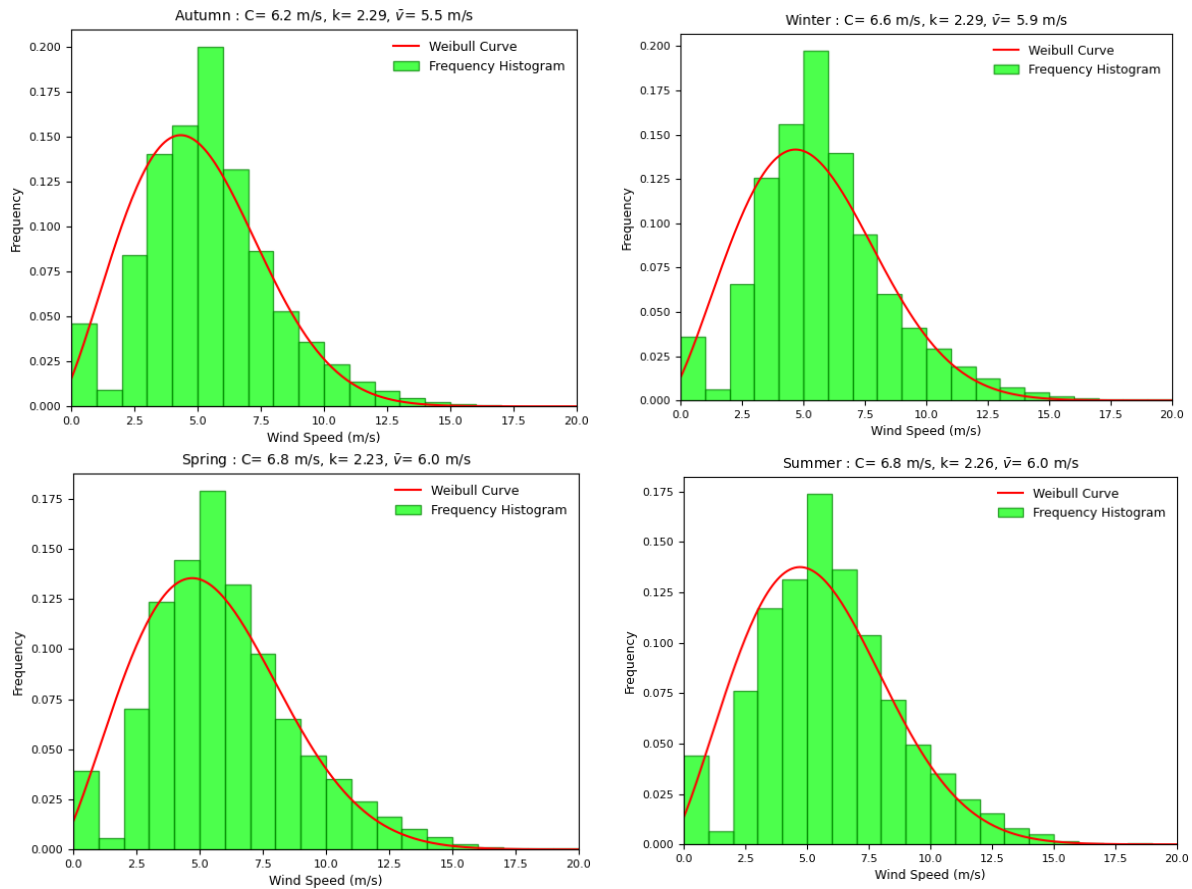 Autumn : C= 6.2 m/s, k= 2.29, v̄= 5.5 m/s
Weibull Curve
Frequency Histogram
0.200
0.175
0.150
0.125
0.100
0.075
0.050
0.025
0.000
Frequency
0.0 2.5 5.0 7.5 10.0 12.5 15.0 17.5 20.0
Wind Speed (m/s)
Winter : C= 6.6 m/s, k= 2.29, v̄= 5.9 m/s
Weibull Curve
Frequency Histogram
0.200
0.175
0.150
0.125
0.100
0.075
0.050
0.025
0.000
Frequency
0.0 2.5 5.0 7.5 10.0 12.5 15.0 17.5 20.0
Wind Speed (m/s)
Spring : C= 6.8 m/s, k= 2.23, v̄= 6.0 m/s
Weibull Curve
Frequency Histogram
0.175
0.150
0.125
0.100
0.075
0.050
0.025
0.000
Frequency
0.0 2.5 5.0 7.5 10.0 12.5 15.0 17.5 20.0
Wind Speed (m/s)
Summer : C= 6.8 m/s, k= 2.26, v̄= 6.0 m/s
Weibull Curve
Frequency Histogram
0.175
0.150
0.125
0.100
0.075
0.050
0.025
0.000
Frequency
0.0 2.5 5.0 7.5 10.0 12.5 15.0 17.5 20.0
Wind Speed (m/s)